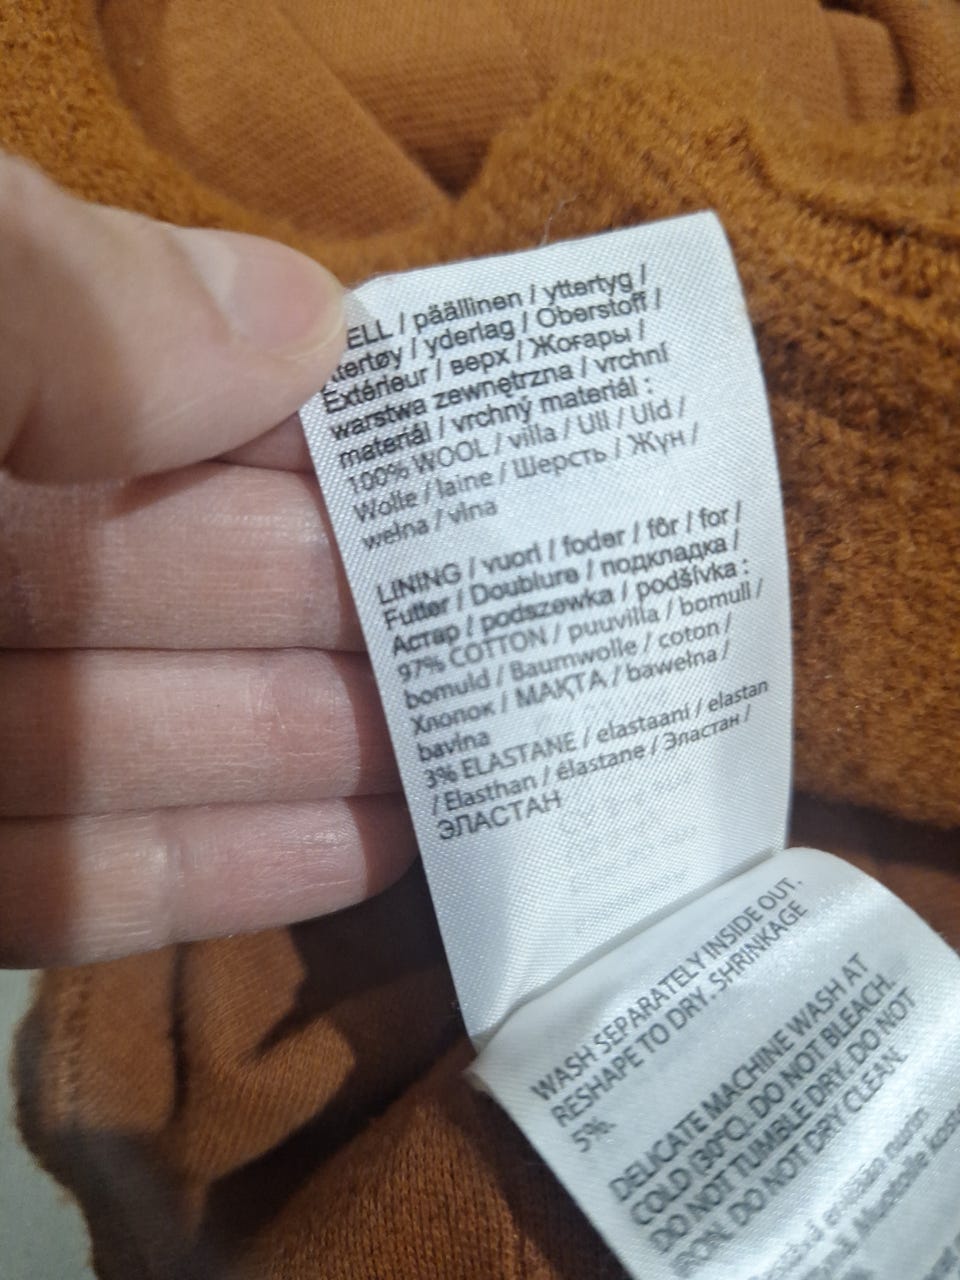 ELL / päällinen / yttertyg /
ttertøy / yderlag / Oberstoff /
Extérieur / верх / Жоғары /
warstwa zewnętrzna / vrchní
materiál / vrchný materiál :
100% WOOL / villa / Ull / Uld /
Wolle / laine / Шерсть / Жүн /
wełna / vlna
LINING / vuori / foder / fôr / for /
Futter / Doublure / подкладка /
Астар / podszewka / podšívka :
97% COTTON / puuvilla / bomull /
bomuld / Baumwolle / coton /
Хлопок / МАҚТА / bawełna /
bavlna
3% ELASTANE / elastaani / elastan
/ Elasthan / élastane / Эластан /
ЭЛАСТАН
WASH SEPARATELY INSIDE OUT.
RESHAPE TO DRY. SHRINKAGE
5%.
DELICATE MACHINE WASH AT
COLD (30°C). DO NOT BLEACH.
DO NOT TUMBLE DRY. DO NOT
IRON. DO NOT DRY CLEAN.
erikseen nurin